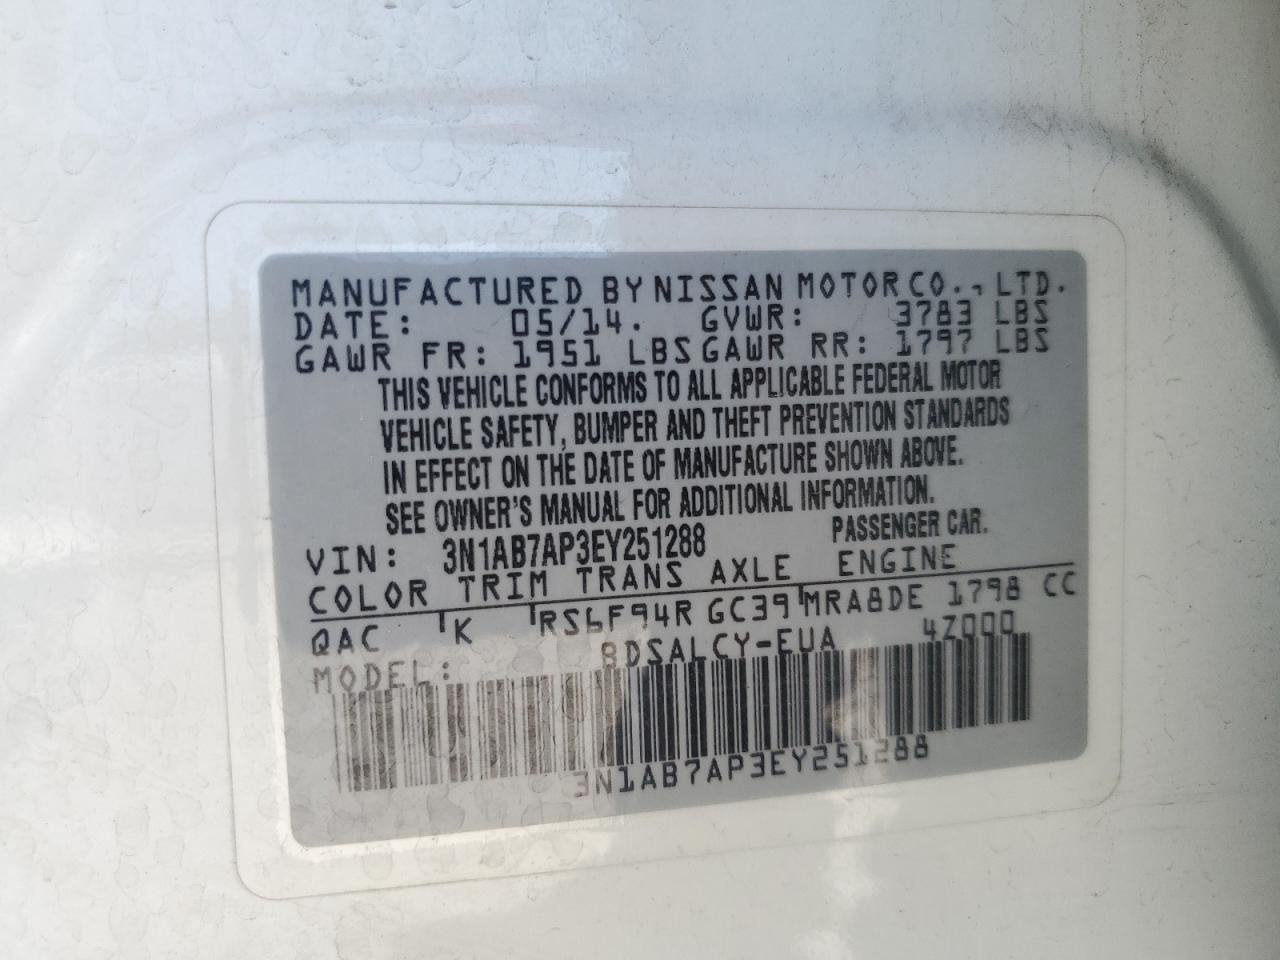 MANUFACTURED BY NISSAN MOTOR CO., LTD.
DATE: 05/14. GVWR: 3783 LBS
GAWR FR: 1951 LBS GAWR RR: 1797 LBS
THIS VEHICLE CONFORMS TO ALL APPLICABLE FEDERAL MOTOR
VEHICLE SAFETY, BUMPER AND THEFT PREVENTION STANDARDS
IN EFFECT ON THE DATE OF MANUFACTURE SHOWN ABOVE.
SEE OWNER'S MANUAL FOR ADDITIONAL INFORMATION.
VIN: 3N1AB7AP3EY251288 PASSENGER CAR.
COLOR TRIM TRANS AXLE ENGINE
QAC K RS6F94R GC39 MRA8DE 1798 CC
MODEL: BDSALCY-EUA 4Z000
3N1AB7AP3EY251288